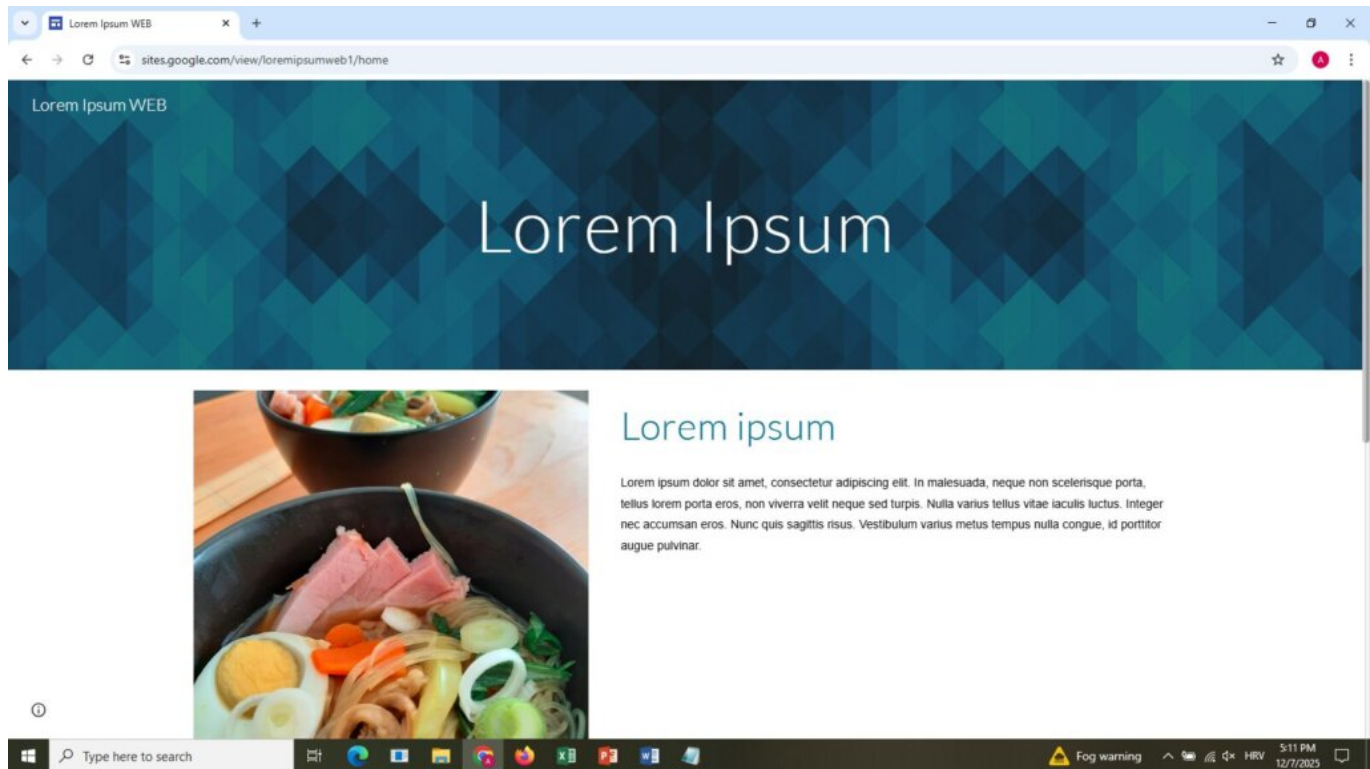 Lorem Ipsum WEB
sites.google.com/view/loremipsumweb1/home
Lorem Ipsum WEB
Lorem Ipsum
Lorem ipsum
Lorem ipsum dolor sit amet, consectetur adipiscing elit. In malesuada, neque non scelerisque porta,
tellus lorem porta eros, non viverra velit neque sed turpis. Nulla varius tellus vitae iaculis luctus. Integer
nec accumsan eros. Nunc quis sagittis risus. Vestibulum varius metus tempus nulla congue, id porttitor
augue pulvinar.
Type here to search
Fog warning
HRV
5:11 PM
12/7/2025